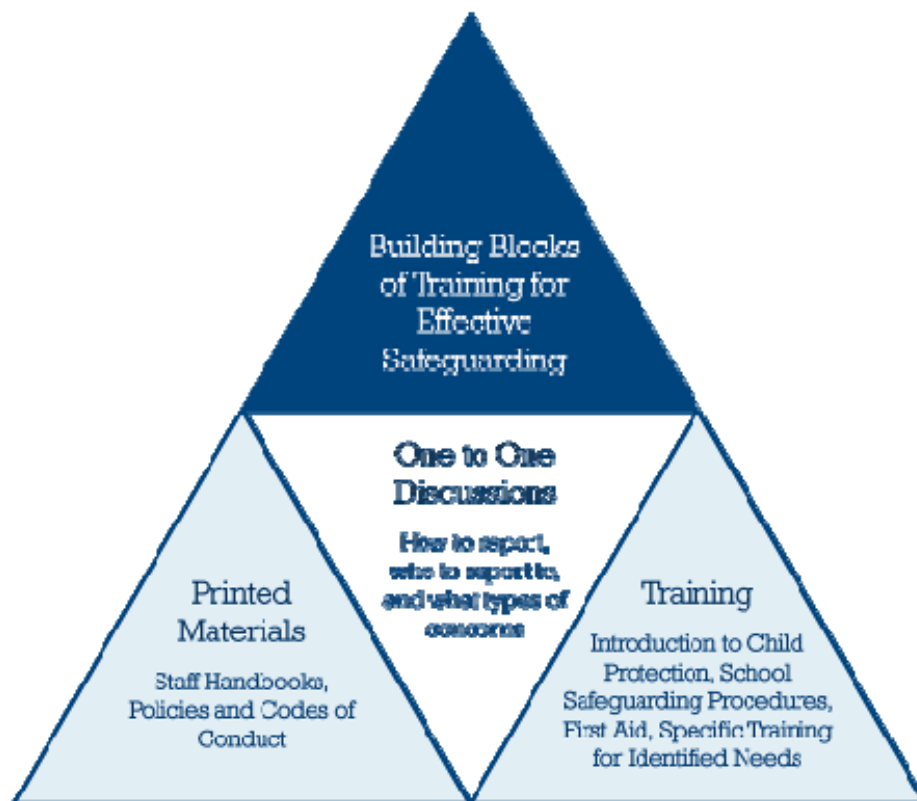 Building Blocks
of Training for
Effective
Safeguarding
One to One
Discussions
How to report,
who to report to,
and what types of
concerns
Printed
Materials
Staff Handbooks,
Policies and Codes of
Conduct
Training
Introduction to Child
Protection, School
Safeguarding Procedures,
First Aid, Specific Training
for Identified Needs